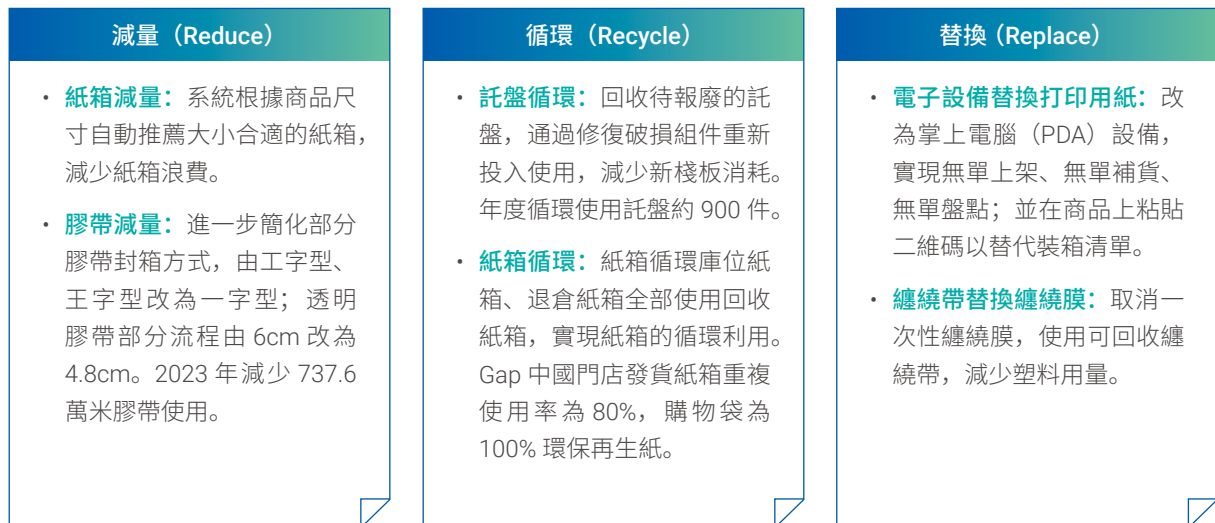 減量（Reduce）
• 紙箱減量：系統根據商品尺
寸自動推薦大小合適的紙箱，
減少紙箱浪費。
• 膠帶減量：進一步簡化部分
膠帶封箱方式，由工字型、
王字型改為一字型；透明
膠帶部分流程由 6cm 改為
4.8cm。2023 年減少 737.6
萬米膠帶使用。
循環（Recycle）
• 託盤循環：回收待報廢的託
盤，通過修復破損組件重新
投入使用，減少新棧板消耗。
年度循環使用託盤約 900 件。
• 紙箱循環：紙箱循環庫位紙
箱、退倉紙箱全部使用回收
紙箱，實現紙箱的循環利用。
Gap 中國門店發貨紙箱重複
使用率為 80%，購物袋為
100% 環保再生紙。
替換（Replace）
• 電子設備替換打印用紙：改
為掌上電腦（PDA）設備，
實現無單上架、無單補貨、
無單盤點；並在商品上粘貼
二維碼以替代裝箱清單。
• 纏繞帶替換纏繞膜：取消一
次性纏繞膜，使用可回收纏
繞帶，減少塑料用量。